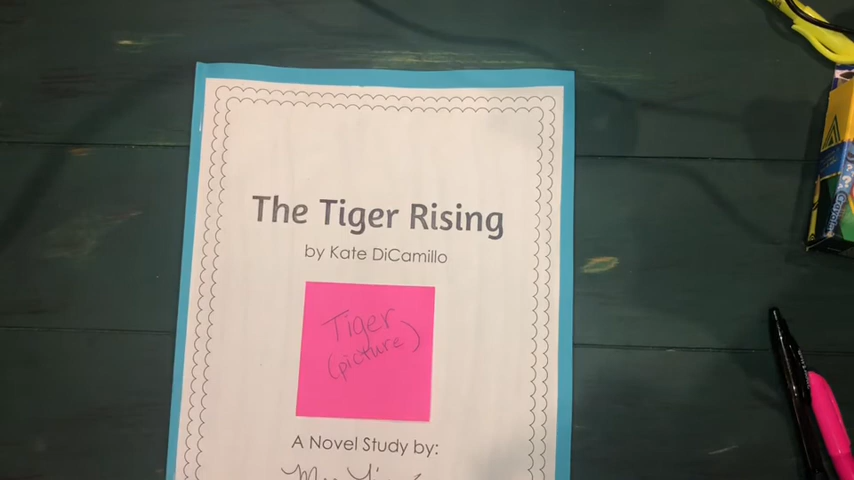 The Tiger Rising
by Kate DiCamillo
Tiger
(picture)
A Novel Study by: